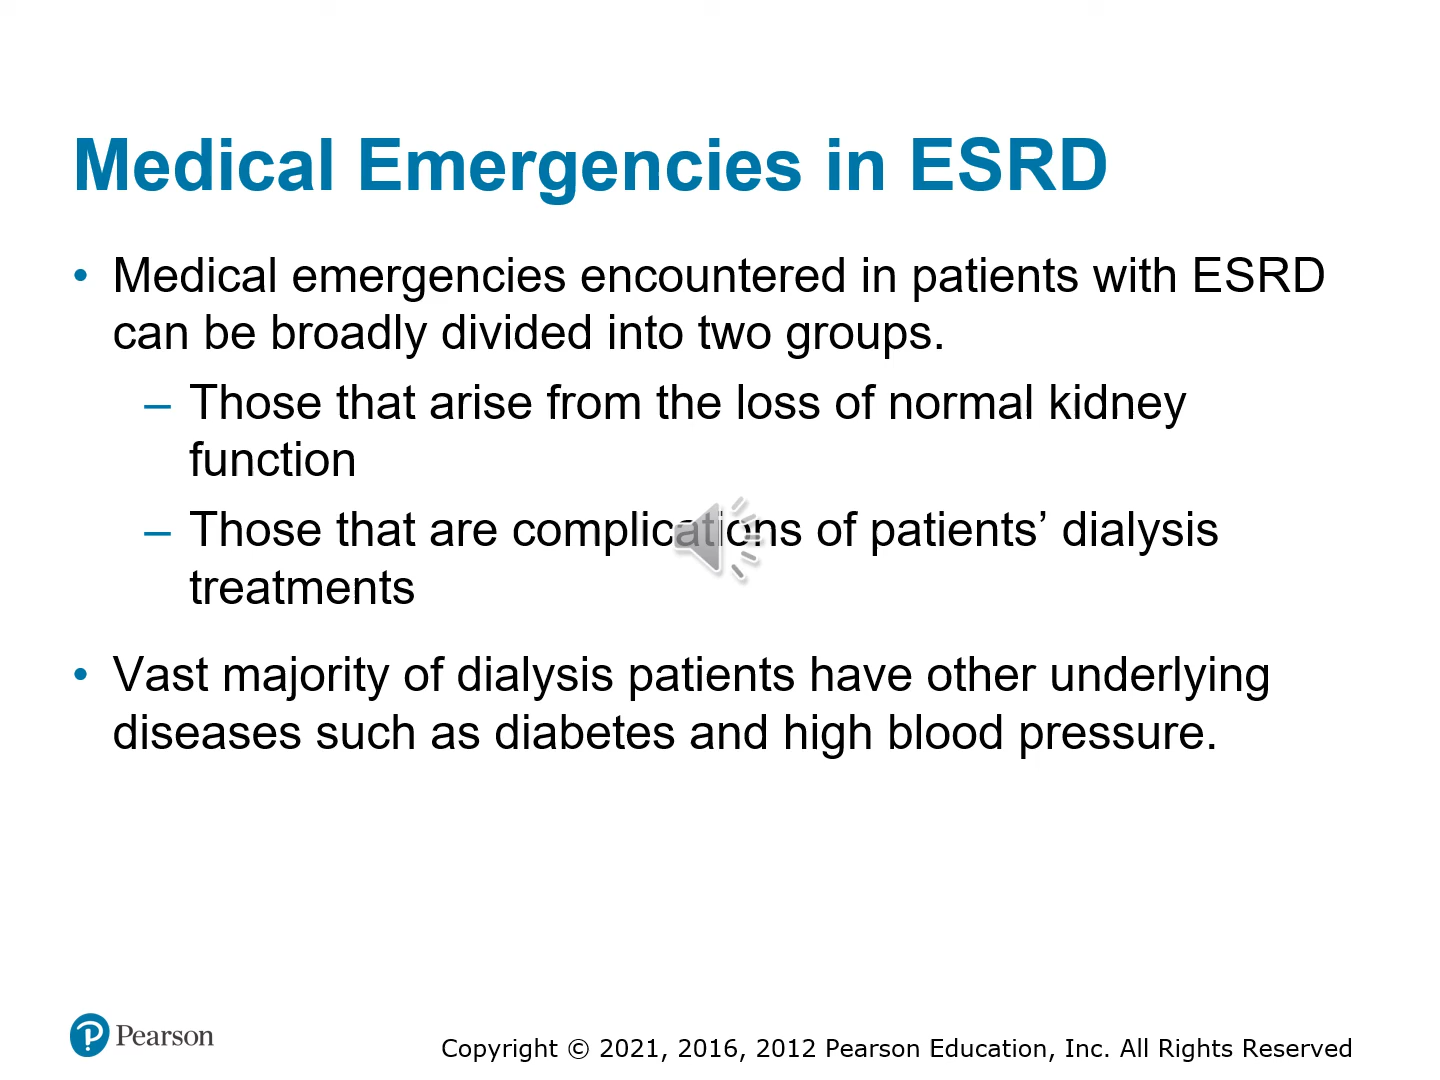 Medical Emergencies in ESRD
• Medical emergencies encountered in patients with ESRD
can be broadly divided into two groups.
– Those that arise from the loss of normal kidney
function
– Those that are complications of patients’ dialysis
treatments
• Vast majority of dialysis patients have other underlying
diseases such as diabetes and high blood pressure.
Pearson
Copyright © 2021, 2016, 2012 Pearson Education, Inc. All Rights Reserved